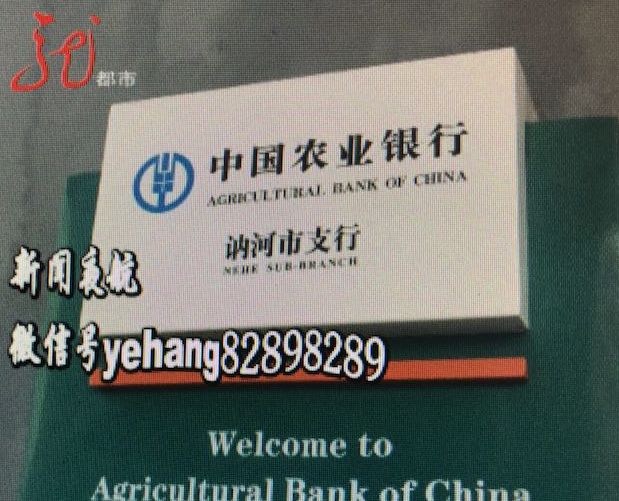 都市
中国农业银行
AGRICULTURAL BANK OF CHINA
讷河市支行
NEHE SUB-BRANCH
新闻夜航
微信号yehang82898289
Welcome to
Agricultural Bank of China